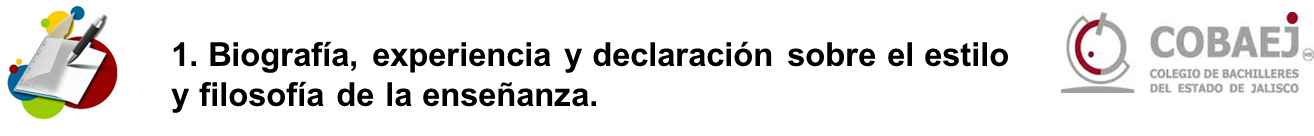 1. Biografía, experiencia y declaración sobre el estilo
y filosofía de la enseñanza.
COBAEJ
COLEGIO DE BACHILLERES
DEL ESTADO DE JALISCO